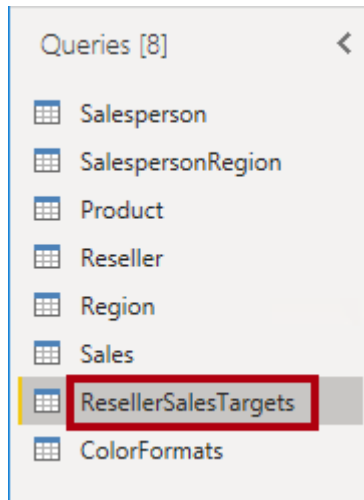 Queries [8]
Salesperson
SalespersonRegion
Product
Reseller
Region
Sales
ResellerSalesTargets
ColorFormats